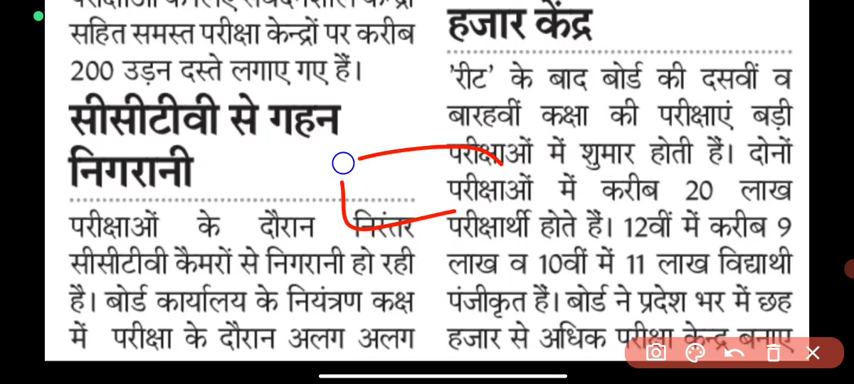 सहित समस्त परीक्षा केन्द्रों पर करीब
200 उड़न दस्ते लगाए गए हैं।
सीसीटीवी से गहन
निगरानी
परीक्षाओं के दौरान निरंतर
सीसीटीवी कैमरों से निगरानी हो रही
है। बोर्ड कार्यालय के नियंत्रण कक्ष
में परीक्षा के दौरान अलग अलग
हजार केंद्र
'रीट' के बाद बोर्ड की दसवीं व
बारहवीं कक्षा की परीक्षाएं बड़ी
परीक्षाओं में शुमार होती हैं। दोनों
परीक्षाओं में करीब 20 लाख
परीक्षार्थी होते हैं। 12वीं में करीब 9
लाख व 10वीं में 11 लाख विद्यार्थी
पंजीकृत हैं। बोर्ड ने प्रदेश भर में छह
हजार से अधिक परीक्षा केन्द्र बनाए